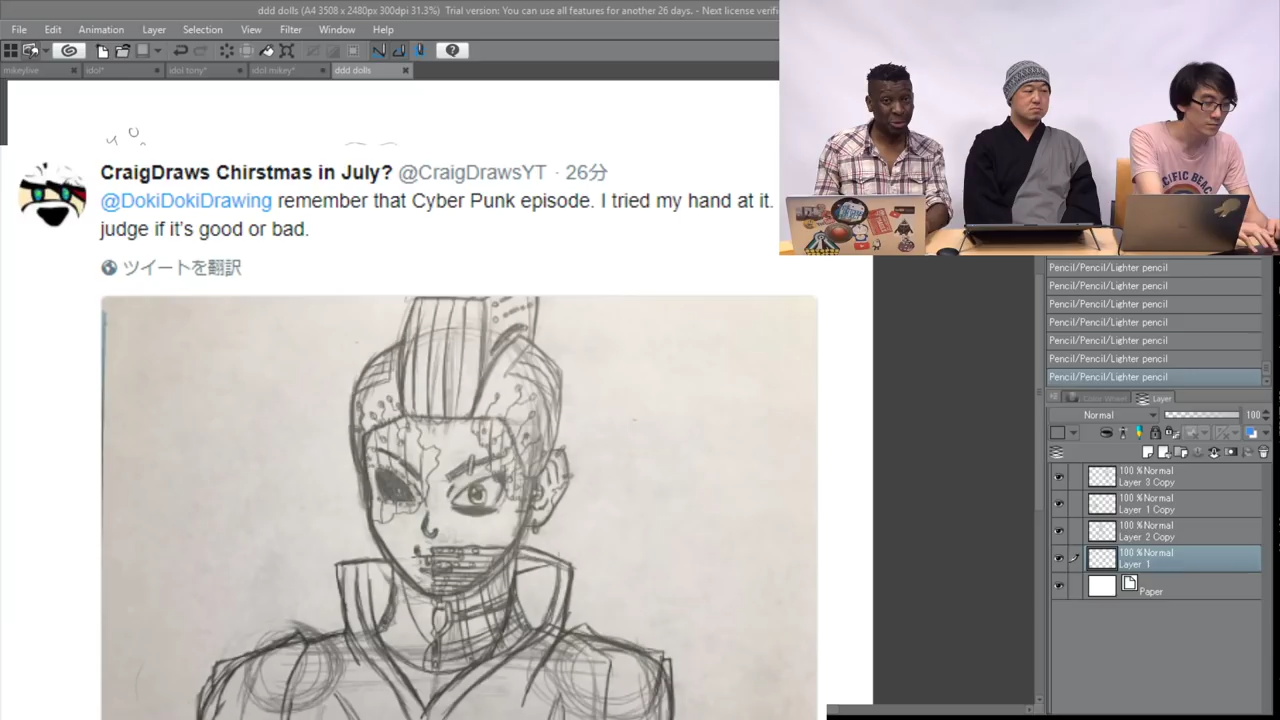 ddd dolls (A4 3508 x 2480px 300dpi 31.3%) Trial version: You can use all features for another 26 days. - Next license verifi
File Edit Animation Layer Selection View Filter Window Help
mikeylive idol* idol tony* idol mikey* ddd dolls
CraigDraws Chirstmas in July? @CraigDrawsYT · 26分
@DokiDokiDrawing remember that Cyber Punk episode. I tried my hand at it.
judge if it's good or bad.
ツイートを翻訳
PACIFIC BEACH
Pencil/Pencil/Lighter pencil
Pencil/Pencil/Lighter pencil
Pencil/Pencil/Lighter pencil
Pencil/Pencil/Lighter pencil
Pencil/Pencil/Lighter pencil
Pencil/Pencil/Lighter pencil
Pencil/Pencil/Lighter pencil
Color Wheel Layer
Normal 100
100 %Normal
Layer 3 Copy
100 %Normal
Layer 1 Copy
100 %Normal
Layer 2 Copy
100 %Normal
Layer 1
Paper